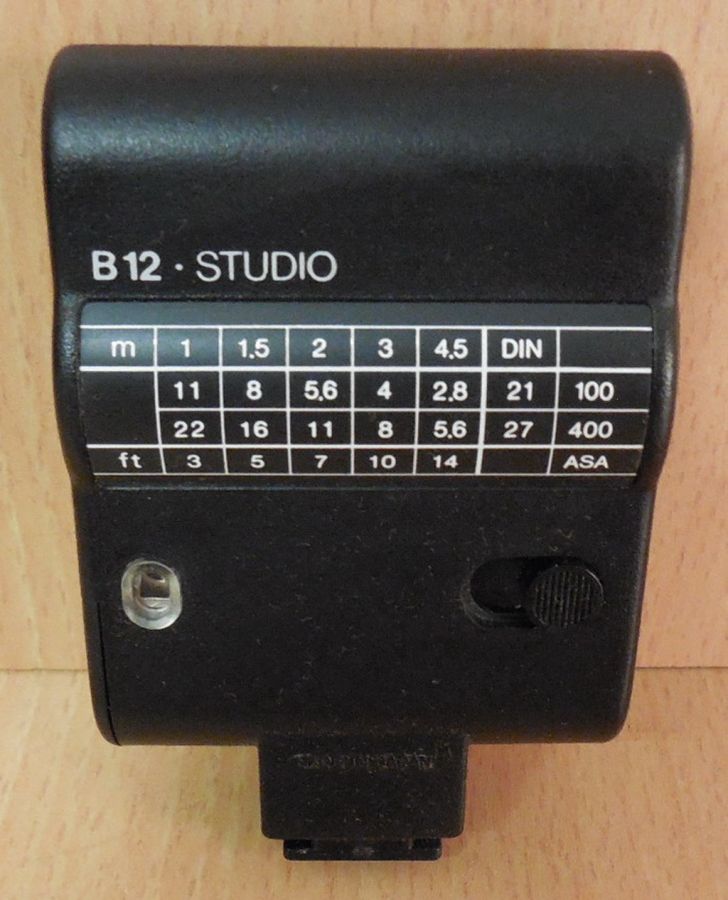 B 12 · STUDIO
m 1 1.5 2 3 4.5 DIN
11 8 5.6 4 2.8 21 100
22 16 11 8 5.6 27 400
ft 3 5 7 10 14 ASA